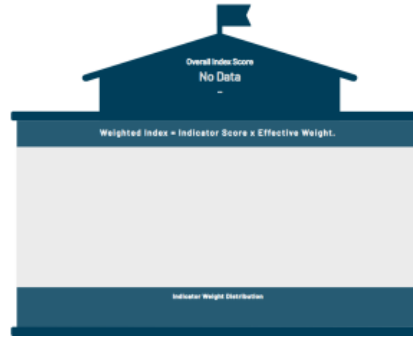 Overall Index Score
No Data
-
Weighted Index = Indicator Score x Effective Weight.
Indicator Weight Distribution